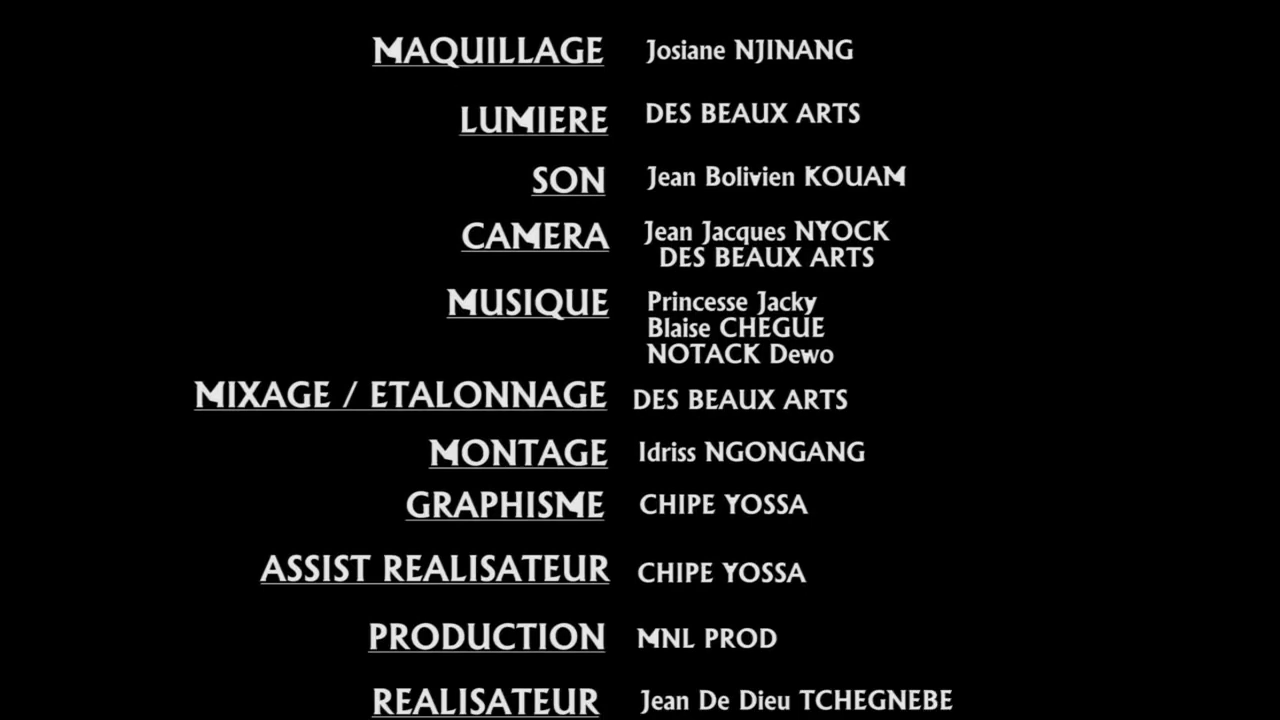 MAQUILLAGE Josiane NJINANG
LUMIERE DES BEAUX ARTS
SON Jean Bolivien KOUAM
CAMERA Jean Jacques NYOCK
DES BEAUX ARTS
MUSIQUE Princesse Jacky
Blaise CHEGUE
NOTACK Dewo
MIXAGE / ETALONNAGE DES BEAUX ARTS
MONTAGE Idriss NGONGANG
GRAPHISME CHIPE YOSSA
ASSIST REALISATEUR CHIPE YOSSA
PRODUCTION MNL PROD
REALISATEUR Jean De Dieu TCHEGNEBE